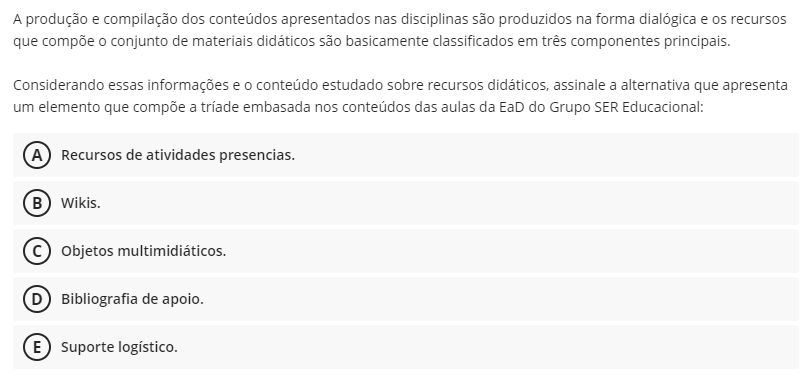 A produção e compilação dos conteúdos apresentados nas disciplinas são produzidos na forma dialógica e os recursos
que compõe o conjunto de materiais didáticos são basicamente classificados em três componentes principais.
Considerando essas informações e o conteúdo estudado sobre recursos didáticos, assinale a alternativa que apresenta
um elemento que compõe a tríade embasada nos conteúdos das aulas da EaD do Grupo SER Educacional:
A Recursos de atividades presencias.
B Wikis.
C Objetos multimidiáticos.
D Bibliografia de apoio.
E Suporte logístico.